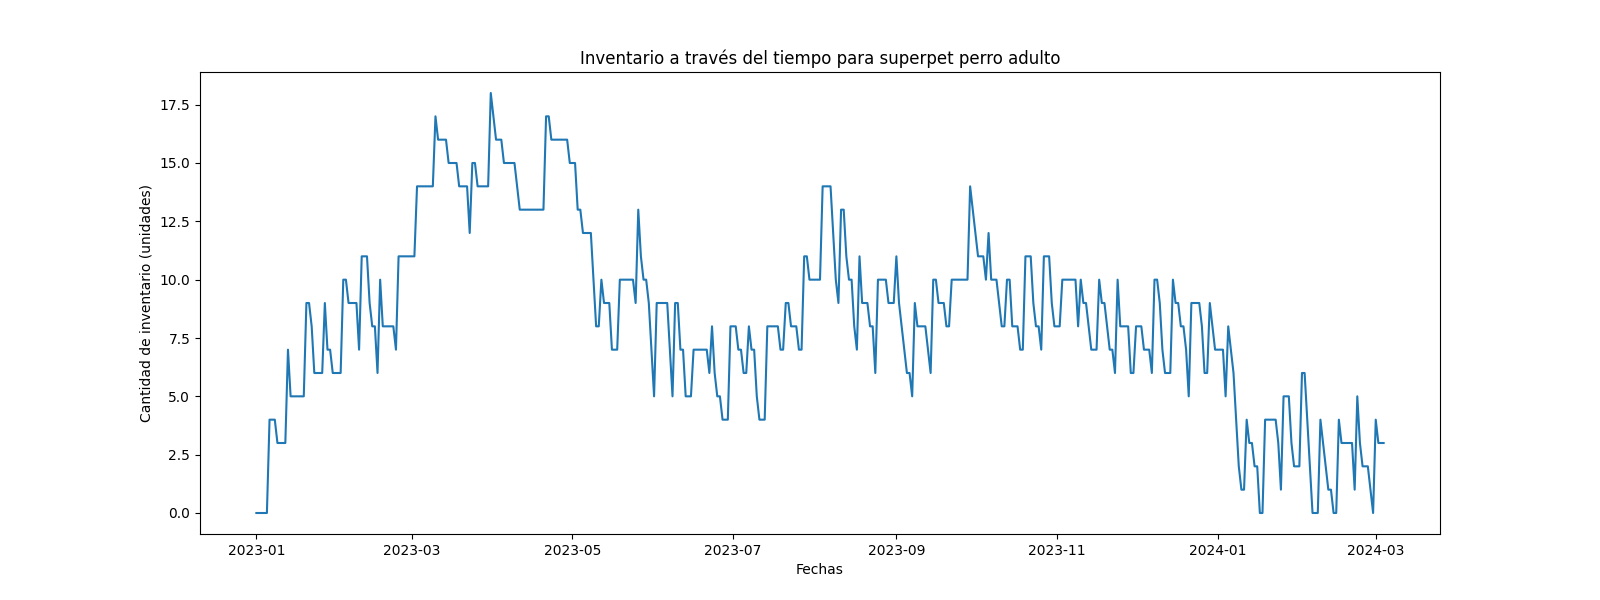 Inventario a través del tiempo para superpet perro adulto
Cantidad de inventario (unidades)
17.5
15.0
12.5
10.0
7.5
5.0
2.5
0.0
2023-01 2023-03 2023-05 2023-07 2023-09 2023-11 2024-01 2024-03
Fechas